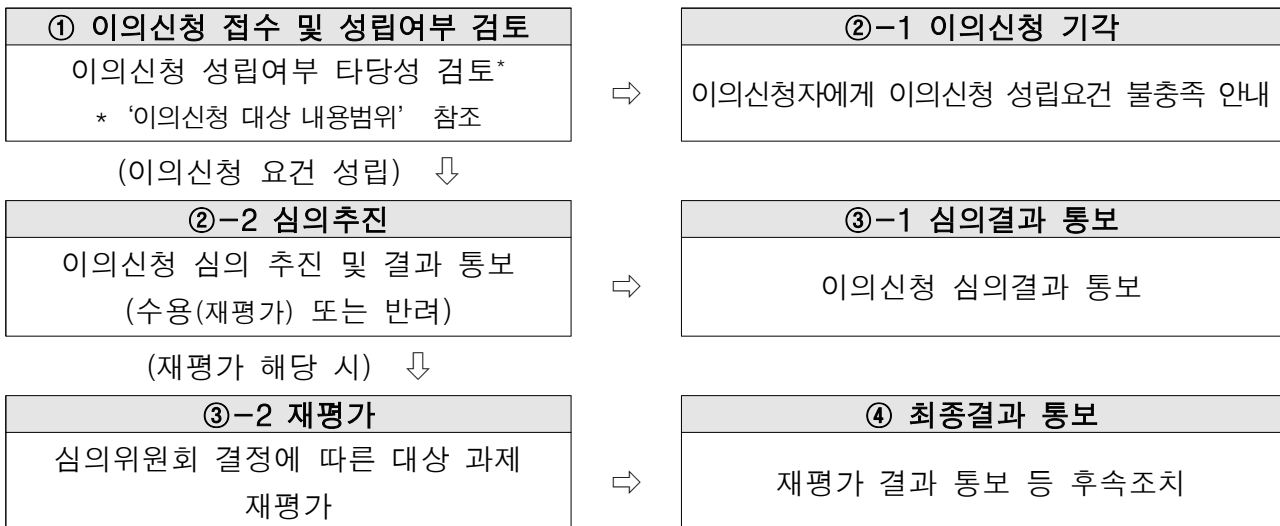 ① 이의신청 접수 및 성립여부 검토
이의신청 성립여부 타당성 검토*
* ‘이의신청 대상 내용범위’ 참조
⇨
②-1 이의신청 기각
이의신청자에게 이의신청 성립요건 불충족 안내
(이의신청 요건 성립) ⇩
②-2 심의추진
이의신청 심의 추진 및 결과 통보
(수용(재평가) 또는 반려)
⇨
③-1 심의결과 통보
이의신청 심의결과 통보
(재평가 해당 시) ⇩
③-2 재평가
심의위원회 결정에 따른 대상 과제
재평가
⇨
④ 최종결과 통보
재평가 결과 통보 등 후속조치